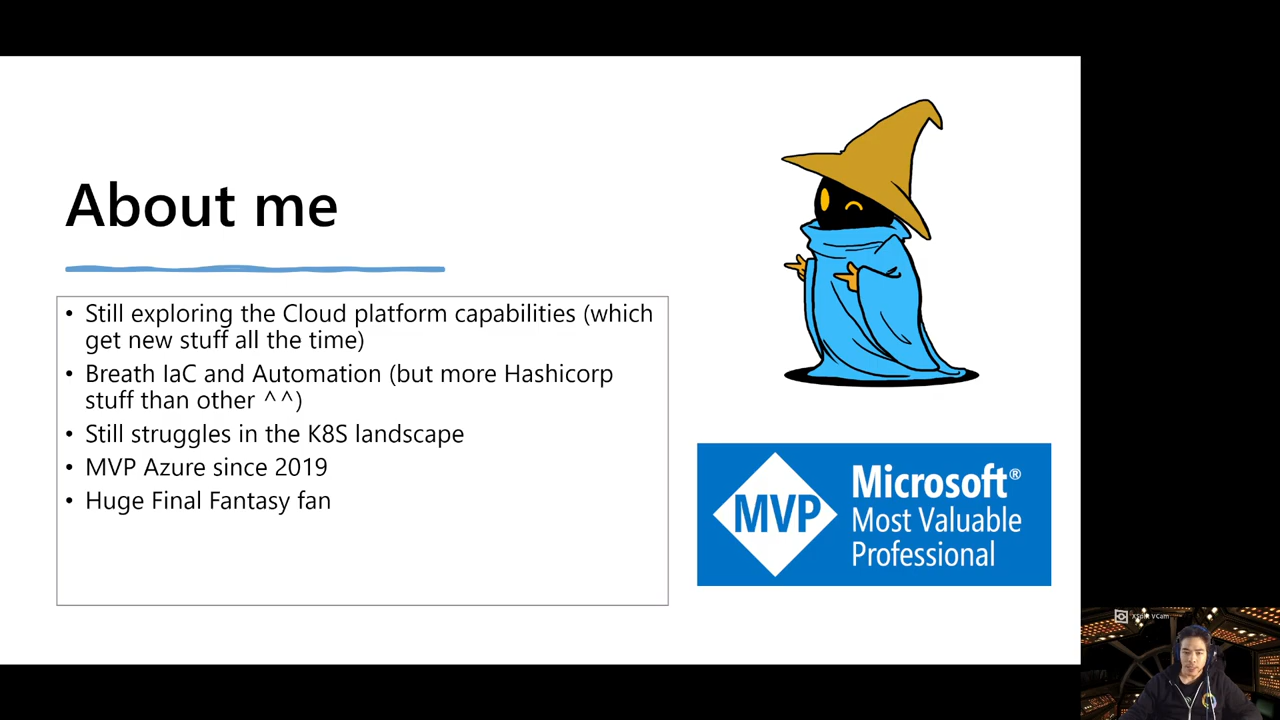 About me
• Still exploring the Cloud platform capabilities (which
get new stuff all the time)
• Breath IaC and Automation (but more Hashicorp
stuff than other ^^)
• Still struggles in the K8S landscape
• MVP Azure since 2019
• Huge Final Fantasy fan
MVP
Microsoft®
Most Valuable
Professional
XSplit VCam